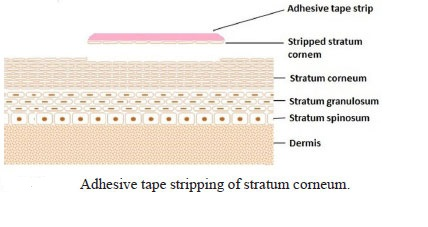 Adhesive tape strip
Stripped stratum
cornem
Stratum corneum
Stratum granulosum
Stratum spinosum
Dermis
Adhesive tape stripping of stratum corneum.